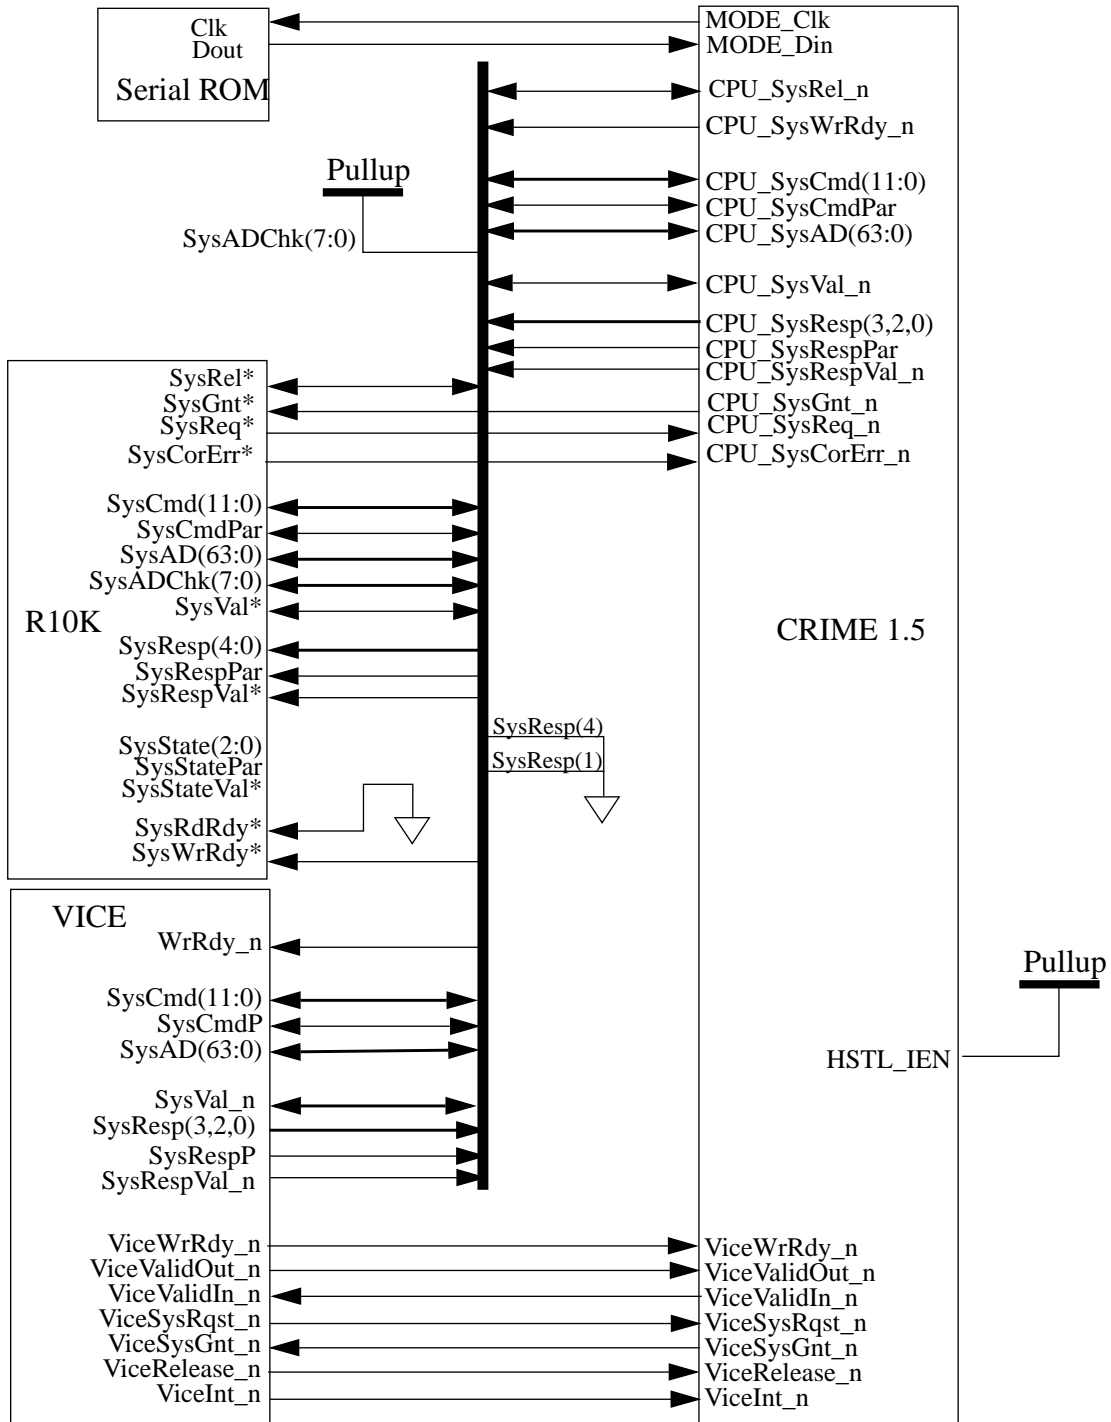 Clk
Dout
Serial ROM
MODE_Clk
MODE_Din
CPU_SysRel_n
CPU_SysWrRdy_n
Pullup
SysADChk(7:0)
CPU_SysCmd(11:0)
CPU_SysCmdPar
CPU_SysAD(63:0)
CPU_SysVal_n
CPU_SysResp(3,2,0)
CPU_SysRespPar
CPU_SysRespVal_n
CPU_SysGnt_n
CPU_SysReq_n
CPU_SysCorErr_n
SysRel*
SysGnt*
SysReq*
SysCorErr*
SysCmd(11:0)
SysCmdPar
SysAD(63:0)
SysADChk(7:0)
SysVal*
R10K
CRIME 1.5
SysResp(4:0)
SysRespPar
SysRespVal*
SysResp(4)
SysResp(1)
SysState(2:0)
SysStatePar
SysStateVal*
SysRdRdy*
SysWrRdy*
VICE
WrRdy_n
SysCmd(11:0)
SysCmdP
SysAD(63:0)
Pullup
HSTL_IEN
SysVal_n
SysResp(3,2,0)
SysRespP
SysRespVal_n
ViceWrRdy_n
ViceValidOut_n
ViceValidIn_n
ViceSysRqst_n
ViceSysGnt_n
ViceRelease_n
ViceInt_n
ViceWrRdy_n
ViceValidOut_n
ViceValidIn_n
ViceSysRqst_n
ViceSysGnt_n
ViceRelease_n
ViceInt_n